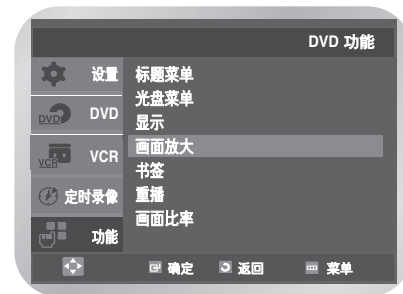 DVD 功能
设置
DVD
VCR
定时录像
功能
标题菜单
光盘菜单
显示
画面放大
书签
重播
画面比率
确定 返回 菜单